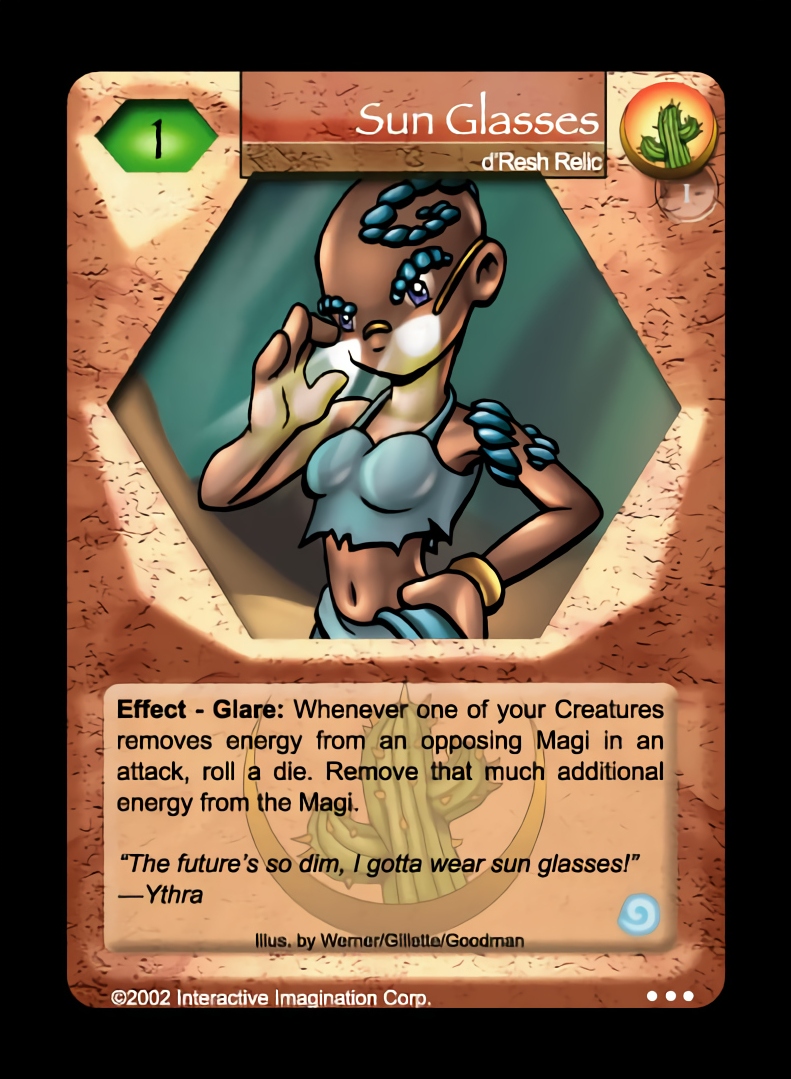 1
Sun Glasses
d'Resh Relic
1.
Effect - Glare: Whenever one of your Creatures
removes energy from an opposing Magi in an
attack, roll a die. Remove that much additional
energy from the Magi.
“The future’s so dim, I gotta wear sun glasses!”
—Ythra
Illus. by Werner/Gillette/Goodman
©2002 Interactive Imagination Corp.